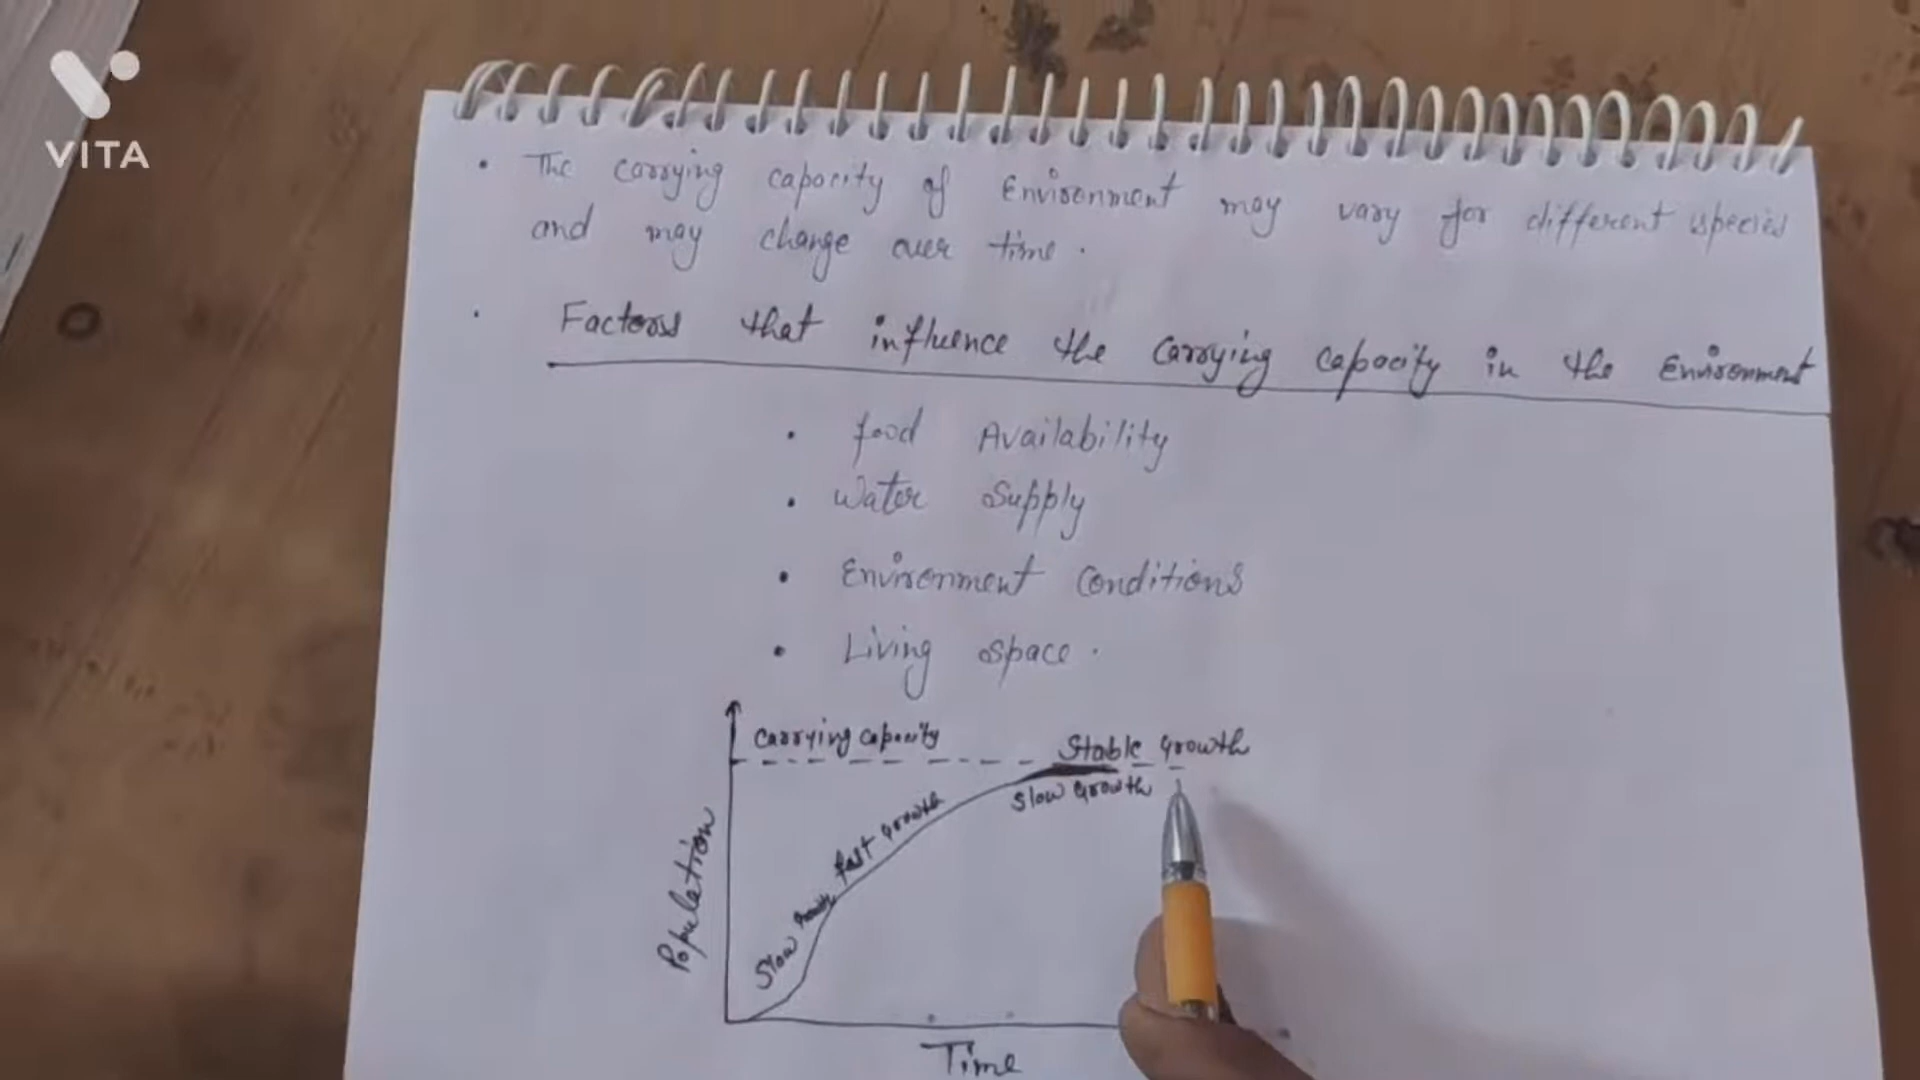 VITA
• The carrying capacity of Environment may vary for different species
and may change over time.
• Factors that influence the carrying capacity in the Environment
• food Availability
• Water Supply
• Environment Conditions
• Living space.
Carrying capacity
Stable Growth
Slow Growth
fast growth
Slow Growth
Population
Time